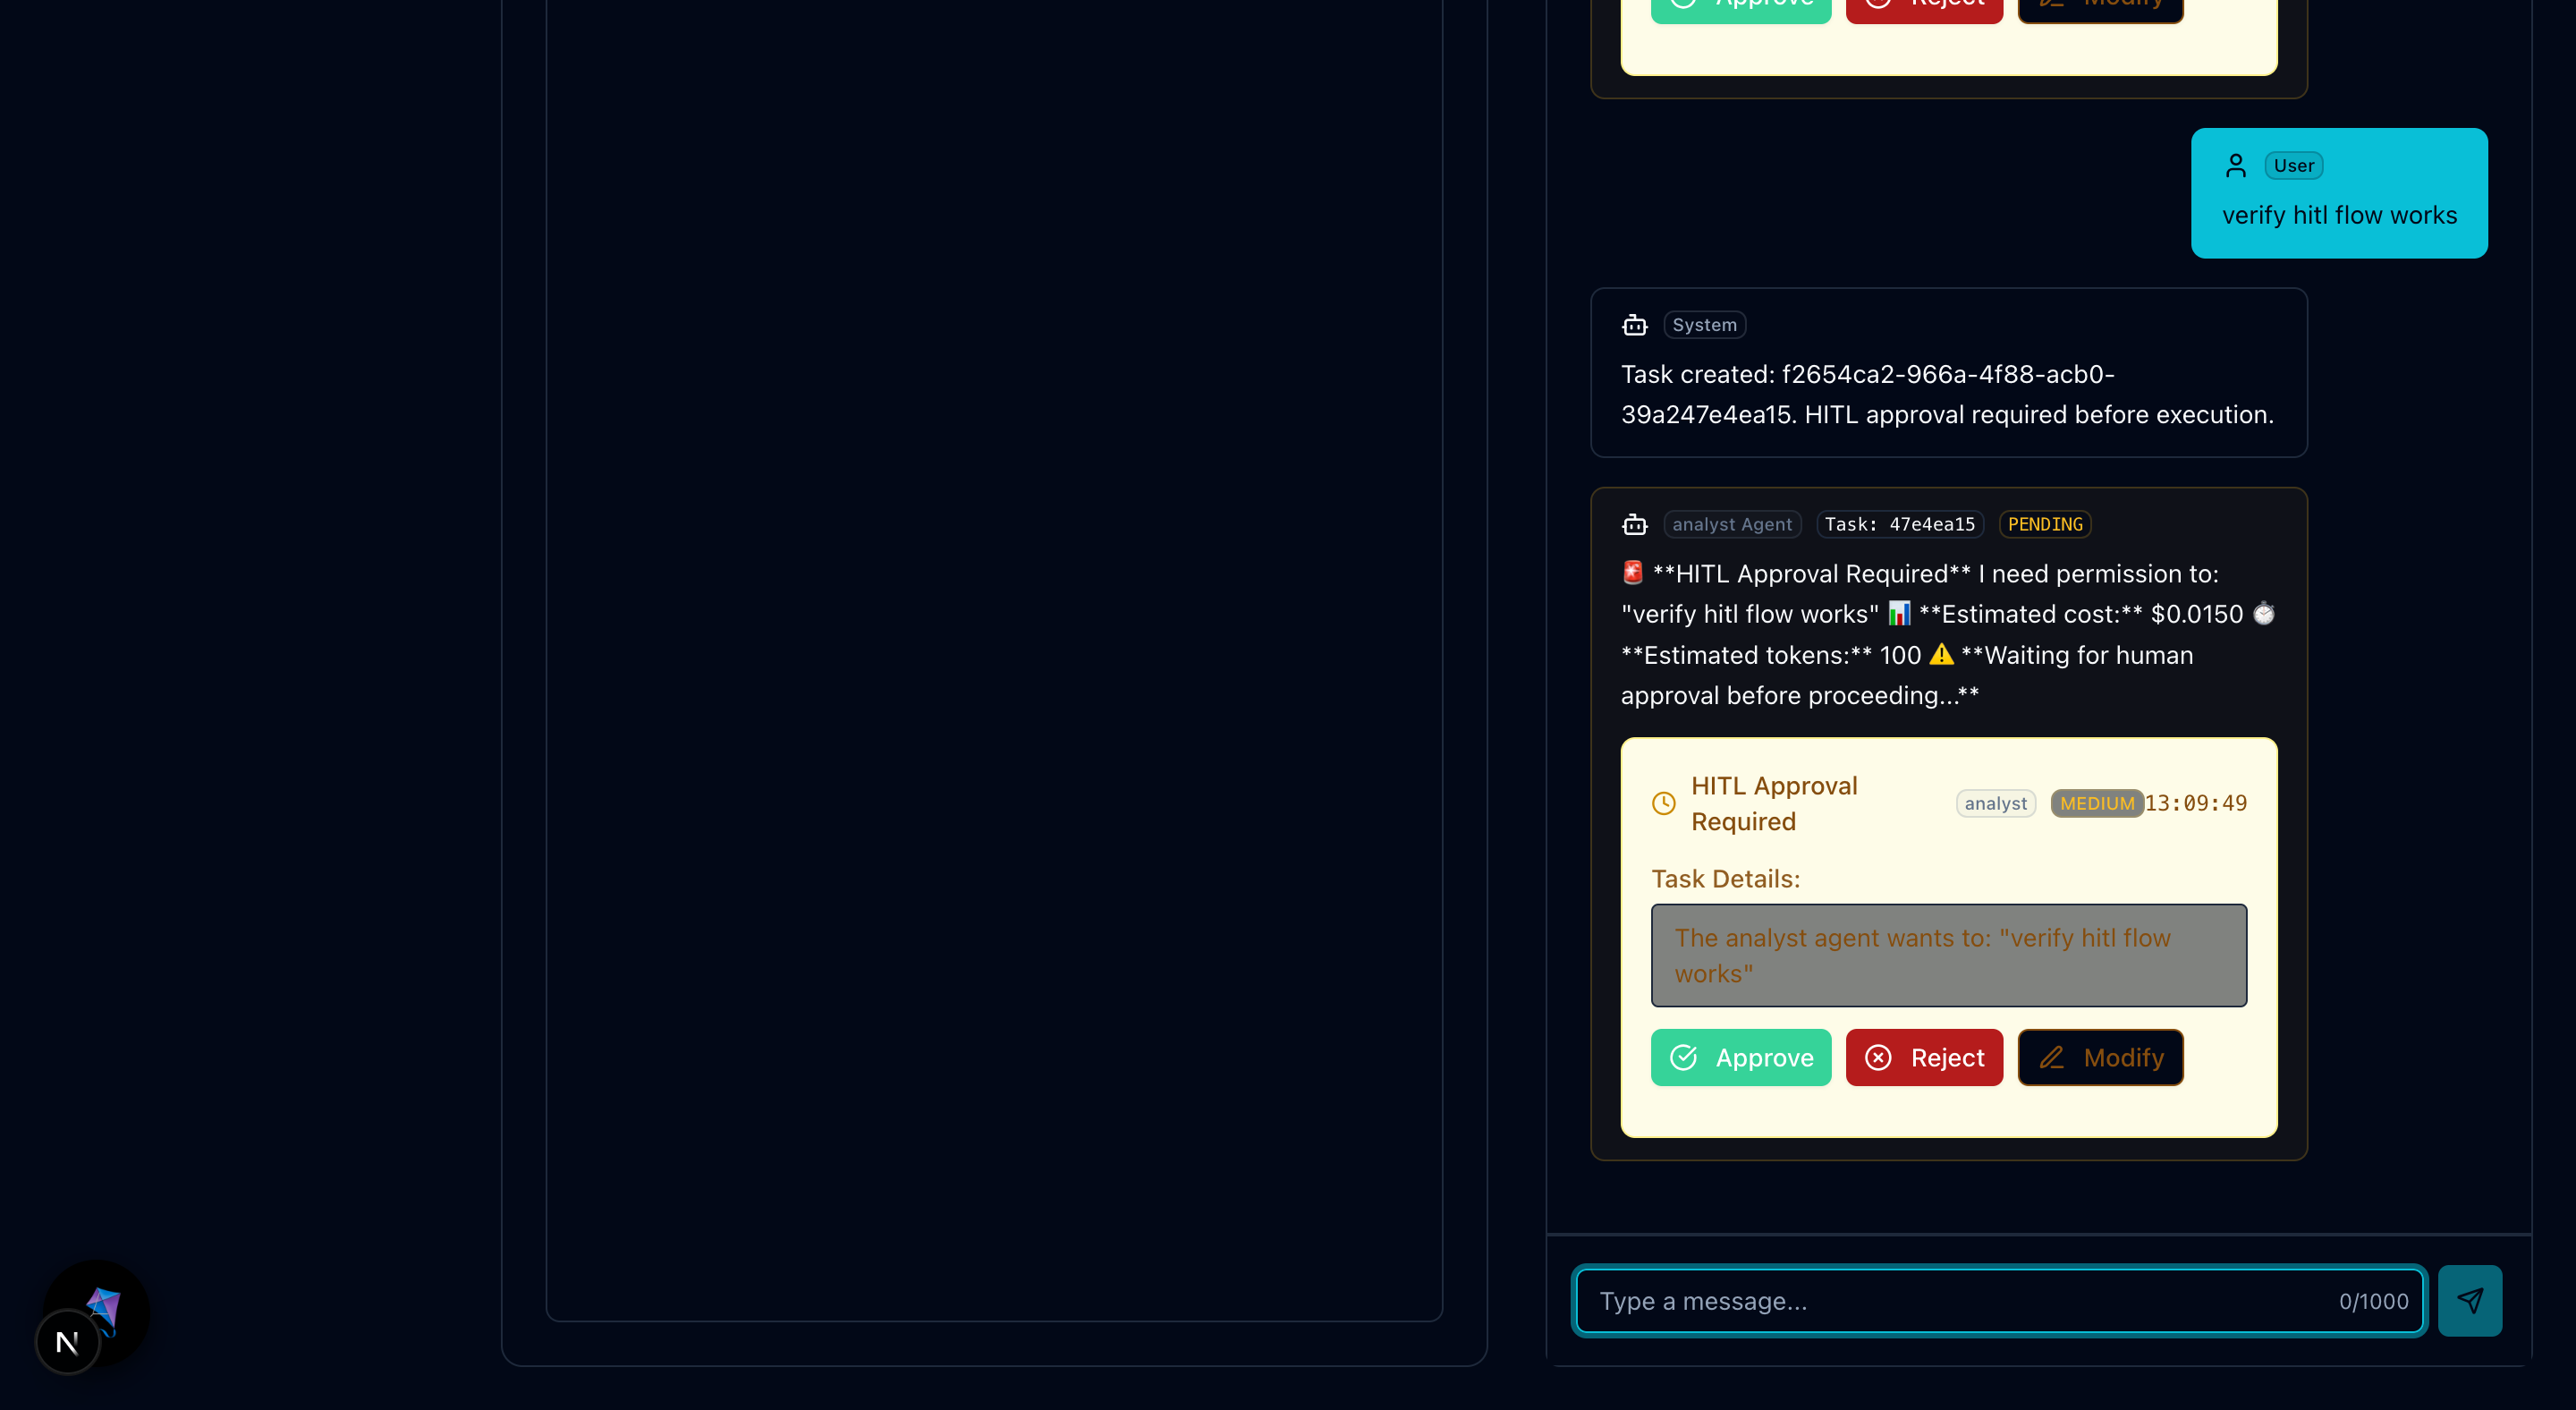 Approve Reject Modify
User
verify hitl flow works
System
Task created: f2654ca2-966a-4f88-acb0-
39a247e4ea15. HITL approval required before execution.
analyst Agent Task: 47e4ea15 PENDING
🚨 **HITL Approval Required** I need permission to:
"verify hitl flow works" 📊 **Estimated cost:** $0.0150 ⏱️
**Estimated tokens:** 100 ⚠️ **Waiting for human
approval before proceeding...**
HITL Approval
Required
analyst MEDIUM 13:09:49
Task Details:
The analyst agent wants to: "verify hitl flow
works"
Approve Reject Modify
Type a message... 0/1000
N